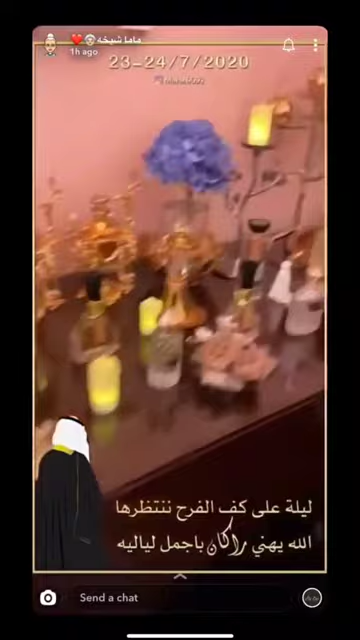 ماما شيخه
1h ago
23-24/7/2020
ليلة على كف الفرح ننتظرها
الله يهني راكان باجمل لياليه
Send a chat